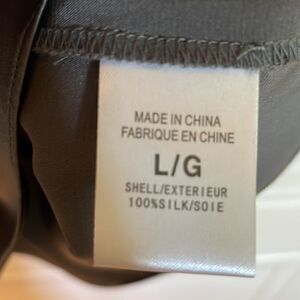 MADE IN CHINA
FABRIQUE EN CHINE
L/G
SHELL/EXTERIEUR
100%SILK/SOIE